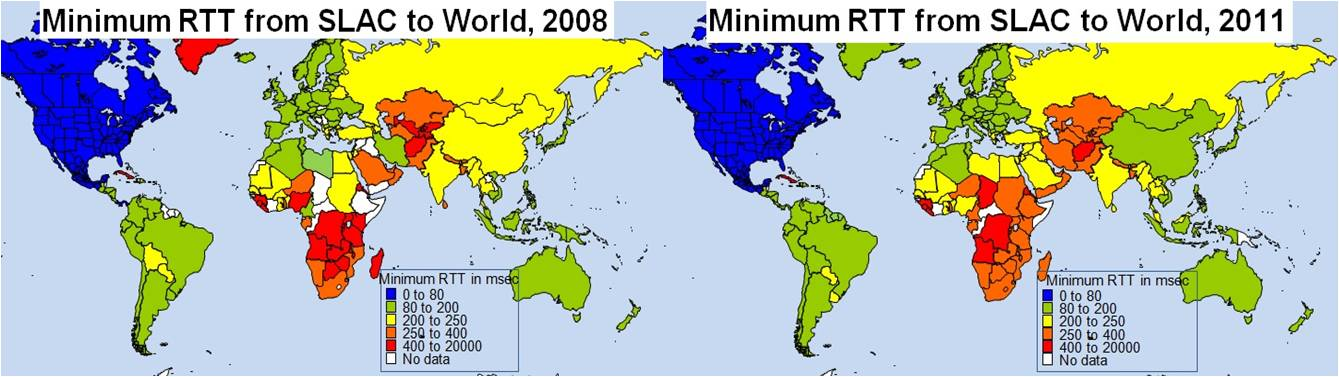 Minimum RTT from SLAC to World, 2008
Minimum RTT in msec
0 to 80
80 to 200
200 to 250
250 to 400
400 to 20000
No data
Minimum RTT from SLAC to World, 2011
Minimum RTT in msec
0 to 80
80 to 200
200 to 250
250 to 400
400 to 20000
No data